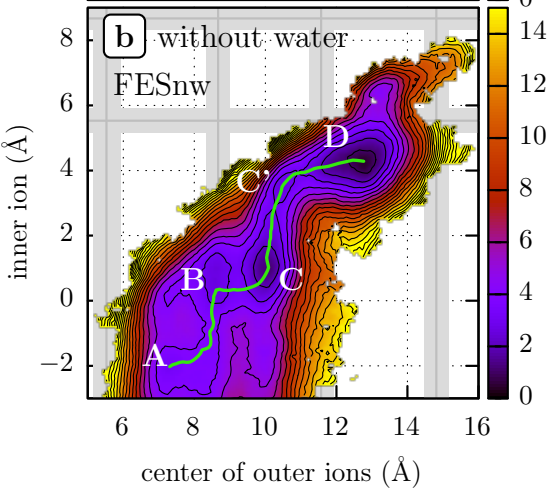 0
b without water
FESnw
8
6
4
2
0
−2
inner ion (Å)
D
C'
B
C
A
6 8 10 12 14 16
center of outer ions (Å)
14
12
10
8
6
4
2
0